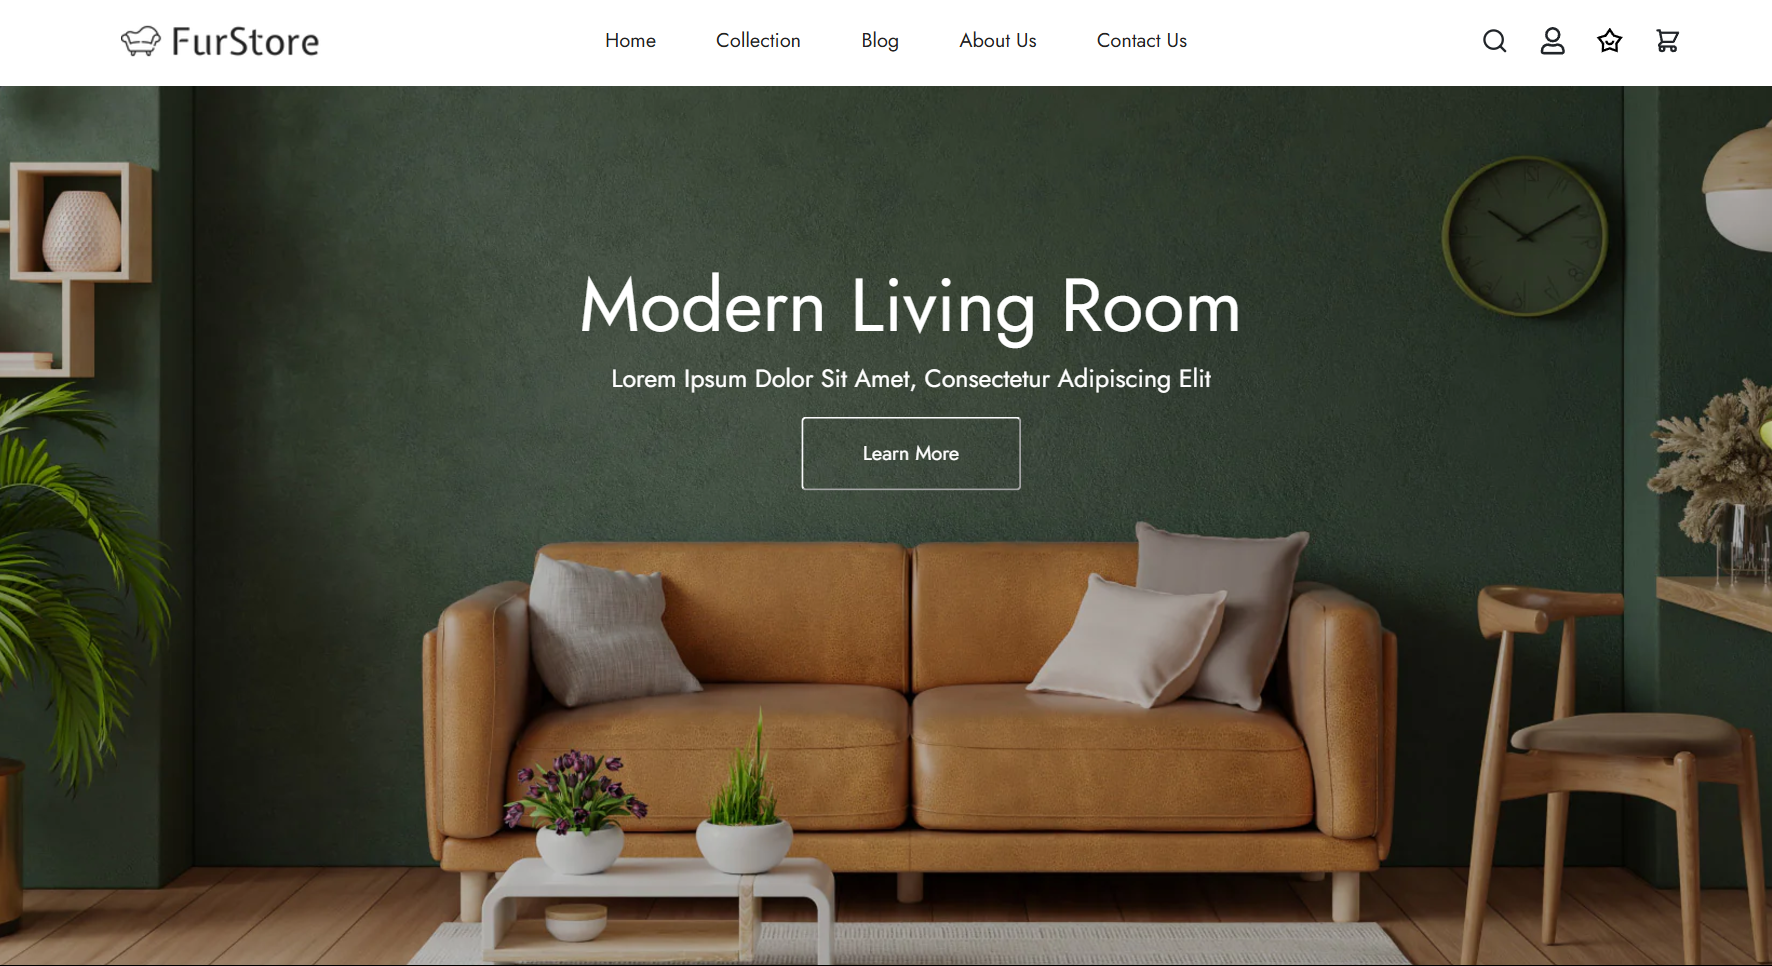 FurStore
Home Collection Blog About Us Contact Us
Modern Living Room
Lorem Ipsum Dolor Sit Amet, Consectetur Adipiscing Elit
Learn More